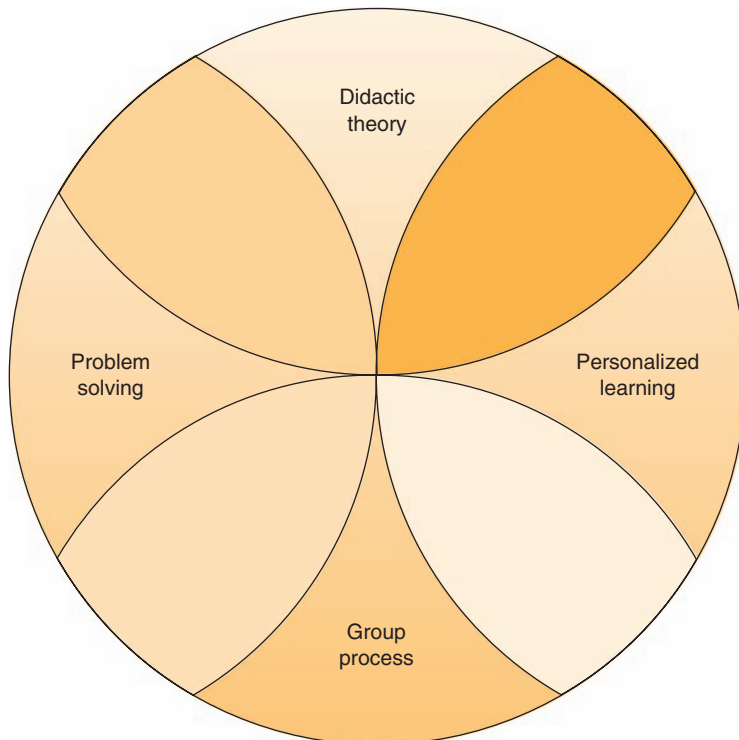 Didactic
theory
Problem
solving
Personalized
learning
Group
process